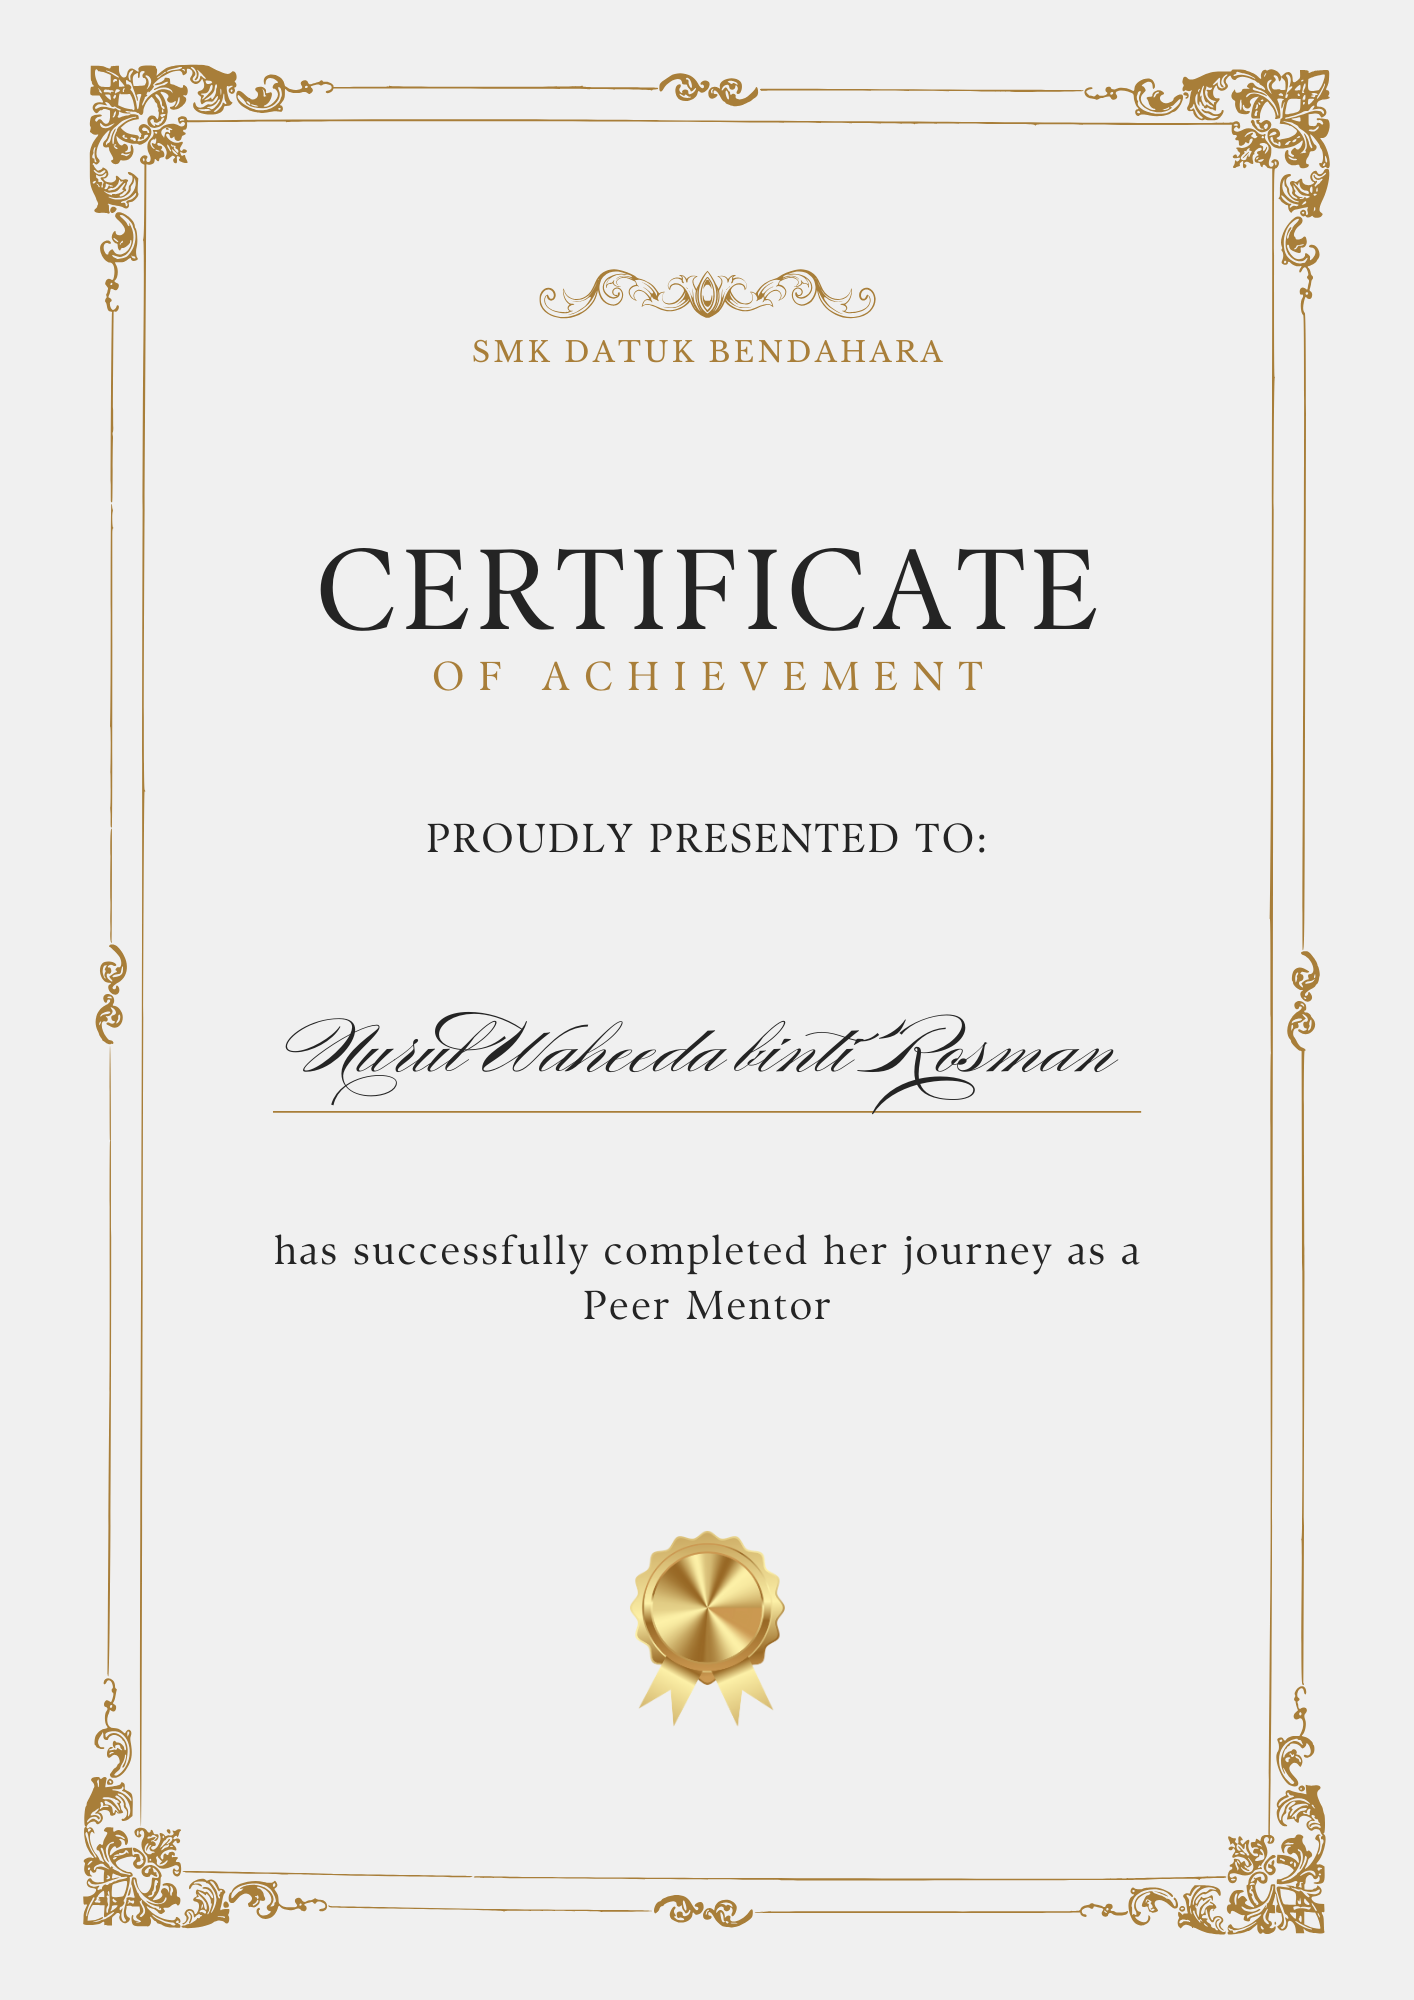 SMK DATUK BENDAHARA
CERTIFICATE
OF ACHIEVEMENT
PROUDLY PRESENTED TO:
Nurul Waheeda binti Rosman
has successfully completed her journey as a
Peer Mentor